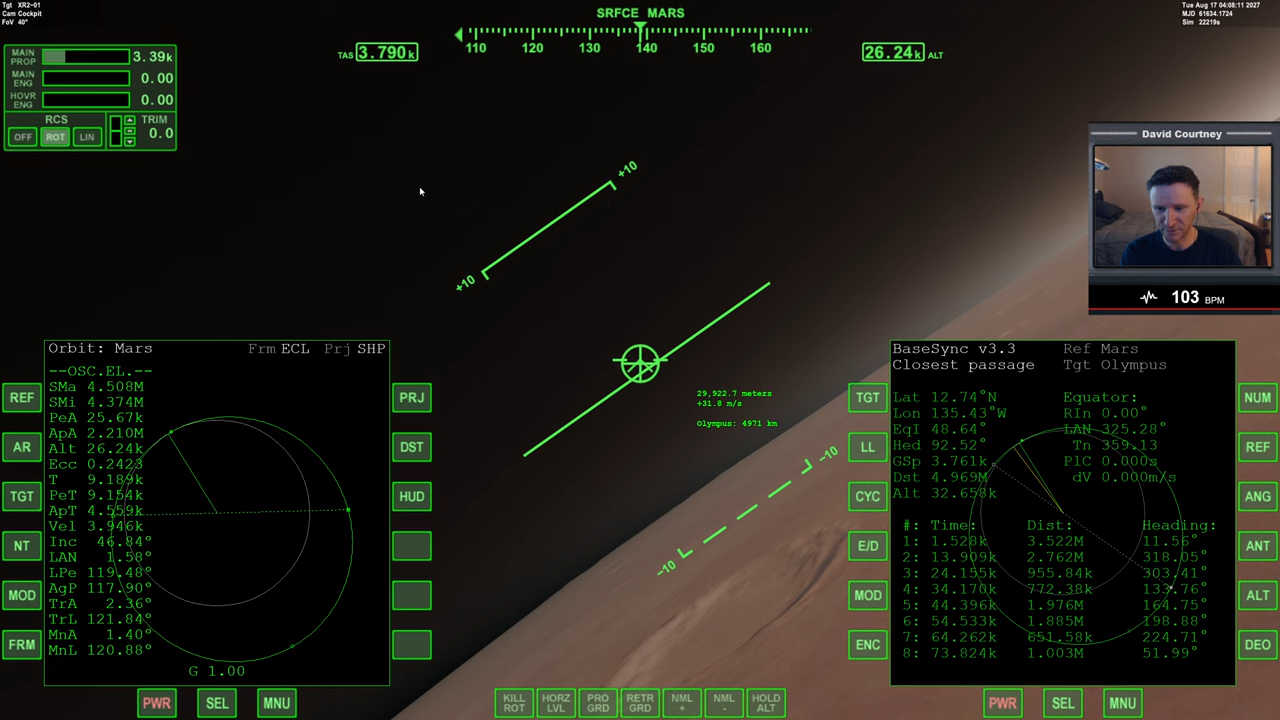 Tgt XR2-01
Cam Cockpit
FoV 40°
SRFCE MARS
Tue Aug 17 04:08:11 2027
MJD 61634.1724
Sim 22219s
110 120 130 140 150 160
TAS 3.790k
26.24k ALT
MAIN PROP 3.39k
MAIN ENG 0.00
HOVR ENG 0.00
RCS TRIM
0.0
OFF ROT LIN
David Courtney
103 BPM
+10
+10
29,922.7 meters
+31.8 m/s
Olympus: 4971 km
-10
-10
Orbit: Mars Frm ECL Prj SHP
--OSC.EL.--
SMa 4.508M
SMi 4.374M
PeA 25.67k
ApA 2.210M
Alt 26.24k
Ecc 0.2423
T 9.189k
PeT 9.154k
ApT 4.559k
Vel 3.946k
Inc 46.84°
LAN 1.58°
LPe 119.48°
AgP 117.90°
TrA 2.36°
TrL 121.84°
MnA 1.40°
MnL 120.88°
G 1.00
REF
AR
TGT
NT
MOD
FRM
PRJ
DST
HUD
PWR SEL MNU
KILL ROT
HORZ LVL
PRO GRD
RETR GRD
NML +
NML -
HOLD ALT
BaseSync v3.3 Ref Mars
Closest passage Tgt Olympus
Lat 12.74°N Equator:
Lon 135.43°W RIn 0.00°
EqI 48.64° LAN 325.28°
Hed 92.52° Tn 359.13
GSp 3.761k PlC 0.000s
Dst 4.969M dV 0.000m/s
Alt 32.658k
#: Time: Dist: Heading:
1: 1.528k 3.522M 11.56°
2: 13.909k 2.762M 318.05°
3: 24.155k 955.84k 303.41°
4: 34.170k 772.38k 133.76°
5: 44.396k 1.976M 164.75°
6: 54.533k 1.885M 198.88°
7: 64.262k 651.58k 224.71°
8: 73.824k 1.003M 51.99°
TGT
LL
CYC
E/D
MOD
ENC
NUM
REF
ANG
ANT
ALT
DEO
PWR SEL MNU